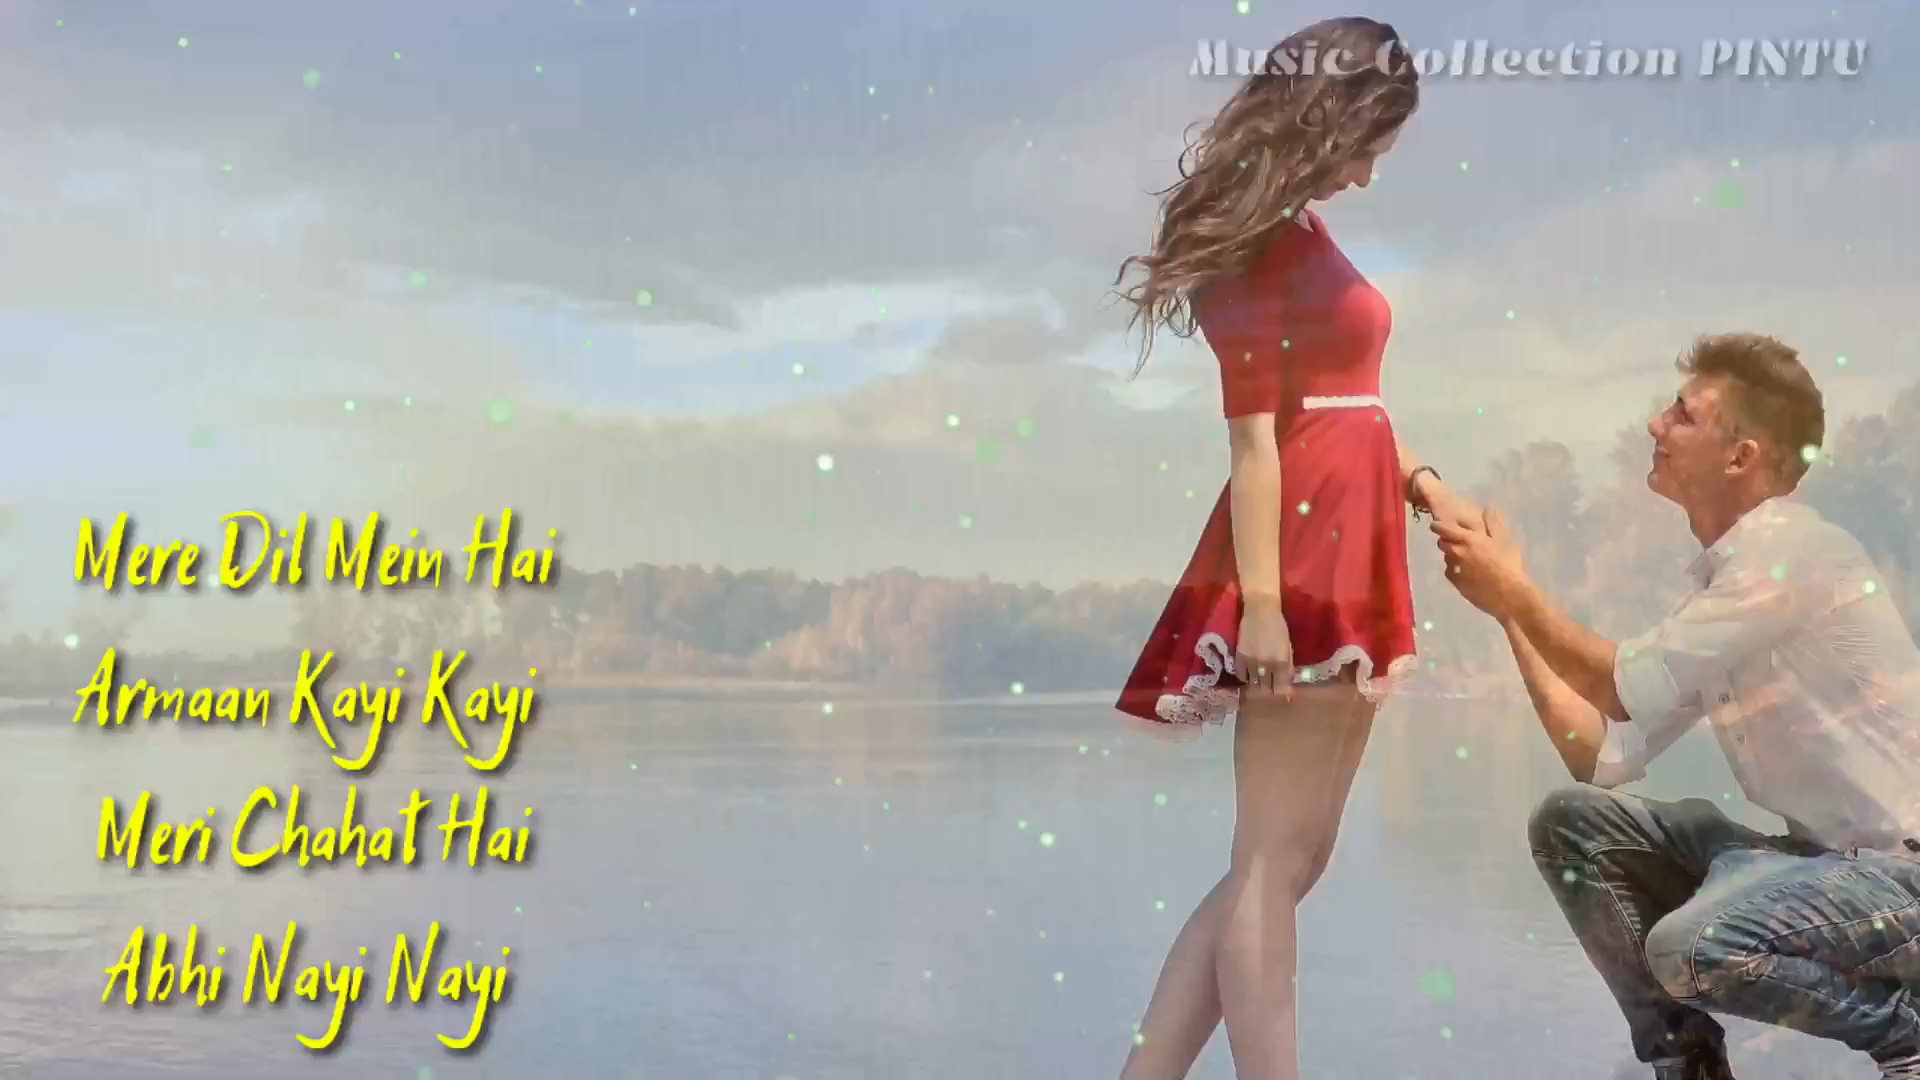 Music Collection PINTU
Mere Dil Mein Hai
Armaan Kayi Kayi
Meri Chahat Hai
Abhi Nayi Nayi